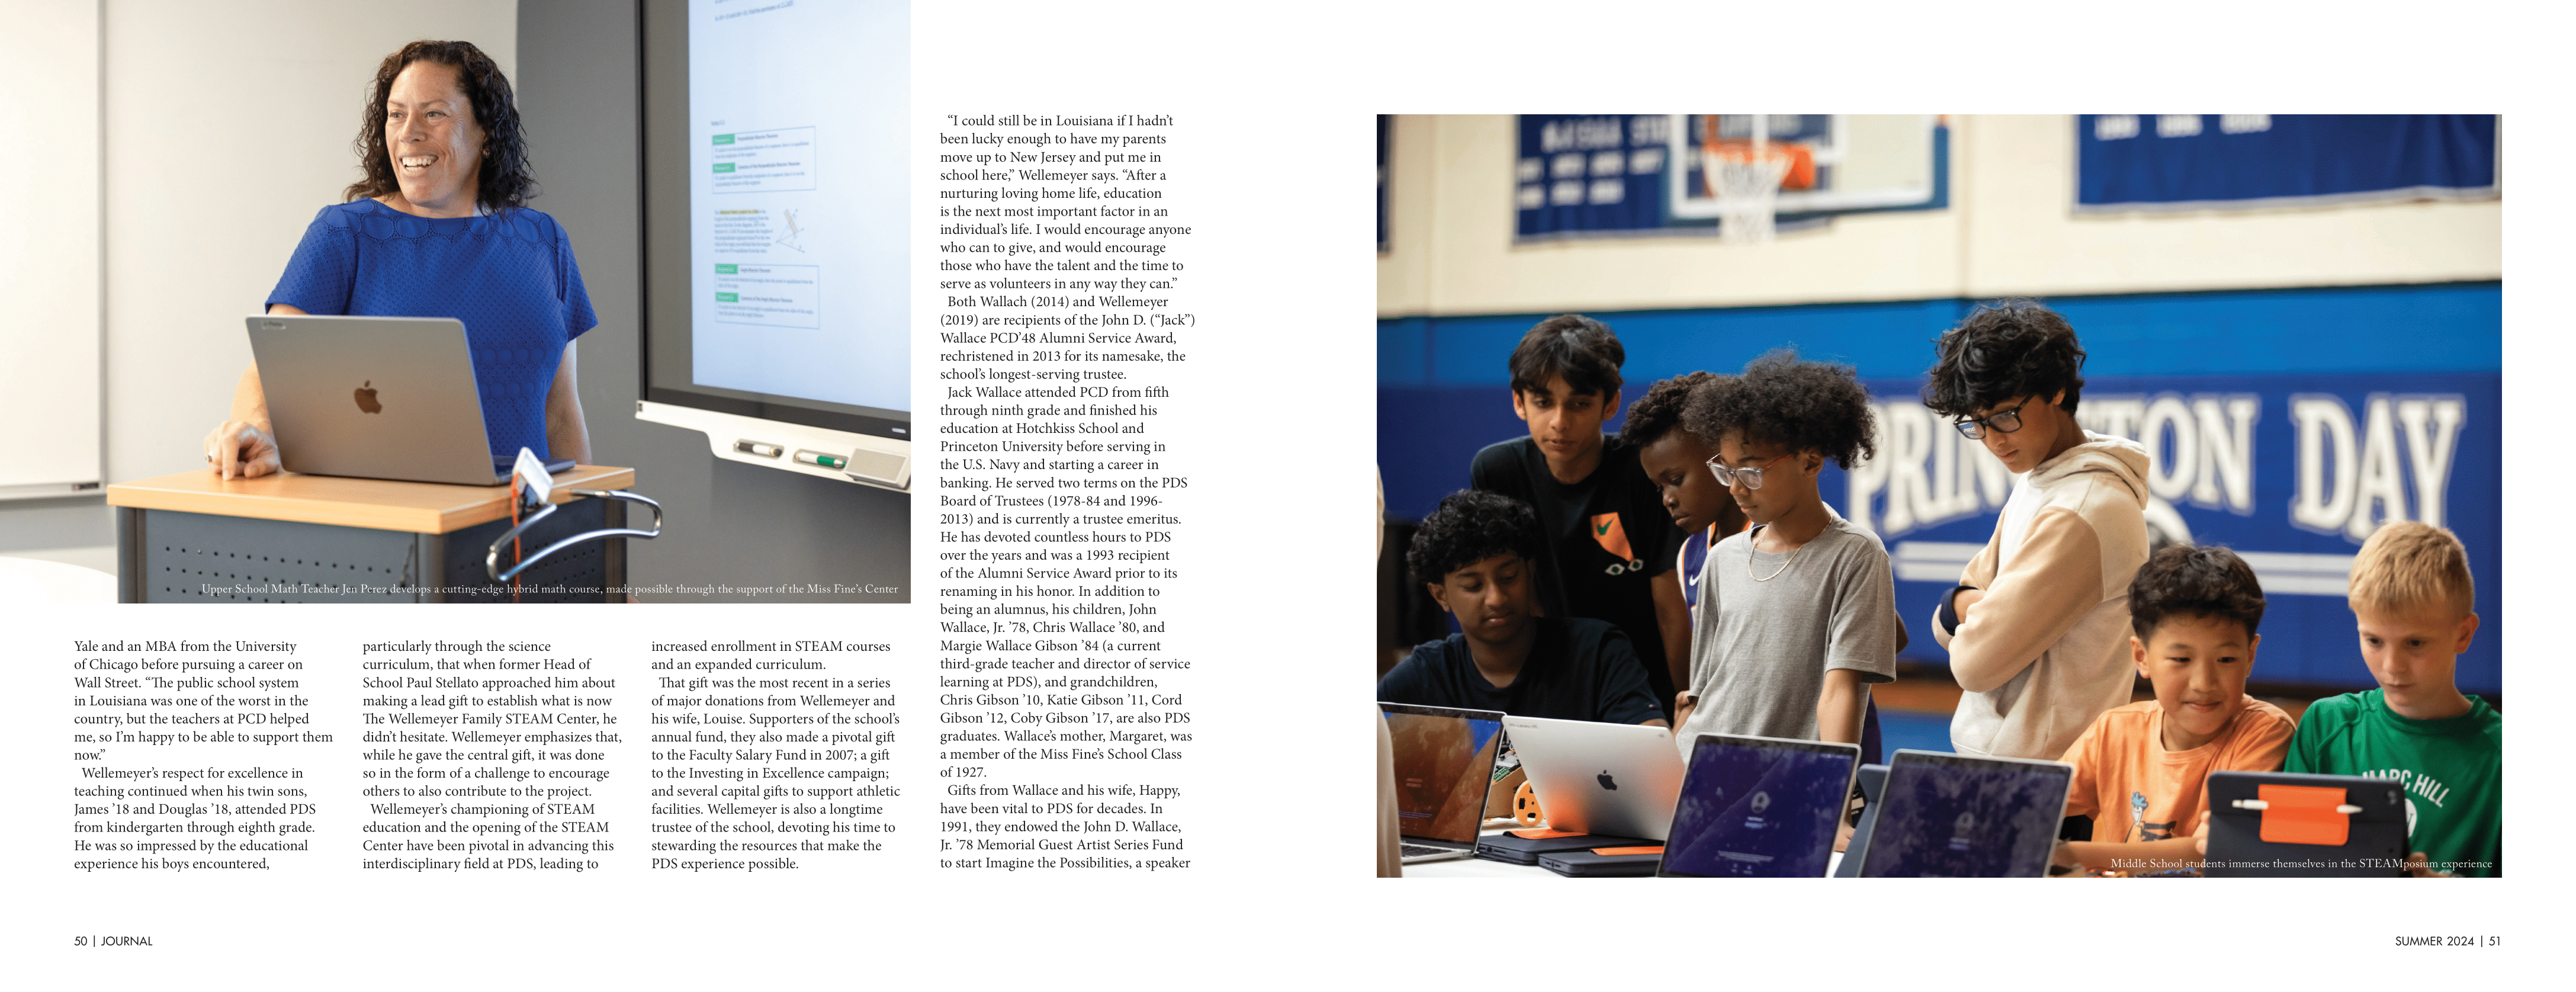 Upper School Math Teacher Jen Perez develops a cutting-edge hybrid math course, made possible through the support of the Miss Fine's Center
Yale and an MBA from the University
of Chicago before pursuing a career on
Wall Street. “The public school system
in Louisiana was one of the worst in the
country, but the teachers at PCD helped
me, so I’m happy to be able to support them
now.”
Wellemeyer’s respect for excellence in
teaching continued when his twin sons,
James ’18 and Douglas ’18, attended PDS
from kindergarten through eighth grade.
He was so impressed by the educational
experience his boys encountered,
particularly through the science
curriculum, that when former Head of
School Paul Stellato approached him about
making a lead gift to establish what is now
The Wellemeyer Family STEAM Center, he
didn’t hesitate. Wellemeyer emphasizes that,
while he gave the central gift, it was done
so in the form of a challenge to encourage
others to also contribute to the project.
Wellemeyer’s championing of STEAM
education and the opening of the STEAM
Center have been pivotal in advancing this
interdisciplinary field at PDS, leading to
increased enrollment in STEAM courses
and an expanded curriculum.
That gift was the most recent in a series
of major donations from Wellemeyer and
his wife, Louise. Supporters of the school’s
annual fund, they also made a pivotal gift
to the Faculty Salary Fund in 2007; a gift
to the Investing in Excellence campaign;
and several capital gifts to support athletic
facilities. Wellemeyer is also a longtime
trustee of the school, devoting his time to
stewarding the resources that make the
PDS experience possible.
“I could still be in Louisiana if I hadn’t
been lucky enough to have my parents
move up to New Jersey and put me in
school here,” Wellemeyer says. “After a
nurturing loving home life, education
is the next most important factor in an
individual’s life. I would encourage anyone
who can to give, and would encourage
those who have the talent and the time to
serve as volunteers in any way they can.”
Both Wallach (2014) and Wellemeyer
(2019) are recipients of the John D. (“Jack”)
Wallace PCD’48 Alumni Service Award,
rechristened in 2013 for its namesake, the
school’s longest-serving trustee.
Jack Wallace attended PCD from fifth
through ninth grade and finished his
education at Hotchkiss School and
Princeton University before serving in
the U.S. Navy and starting a career in
banking. He served two terms on the PDS
Board of Trustees (1978-84 and 1996-
2013) and is currently a trustee emeritus.
He has devoted countless hours to PDS
over the years and was a 1993 recipient
of the Alumni Service Award prior to its
renaming in his honor. In addition to
being an alumnus, his children, John
Wallace, Jr. ’78, Chris Wallace ’80, and
Margie Wallace Gibson ’84 (a current
third-grade teacher and director of service
learning at PDS), and grandchildren,
Chris Gibson ’10, Katie Gibson ’11, Cord
Gibson ’12, Coby Gibson ’17, are also PDS
graduates. Wallace’s mother, Margaret, was
a member of the Miss Fine’s School Class
of 1927.
Gifts from Wallace and his wife, Happy,
have been vital to PDS for decades. In
1991, they endowed the John D. Wallace,
Jr. ’78 Memorial Guest Artist Series Fund
to start Imagine the Possibilities, a speaker
DAY
HILL
Middle School students immerse themselves in the STEAMposium experience
50 | JOURNAL
SUMMER 2024 | 51